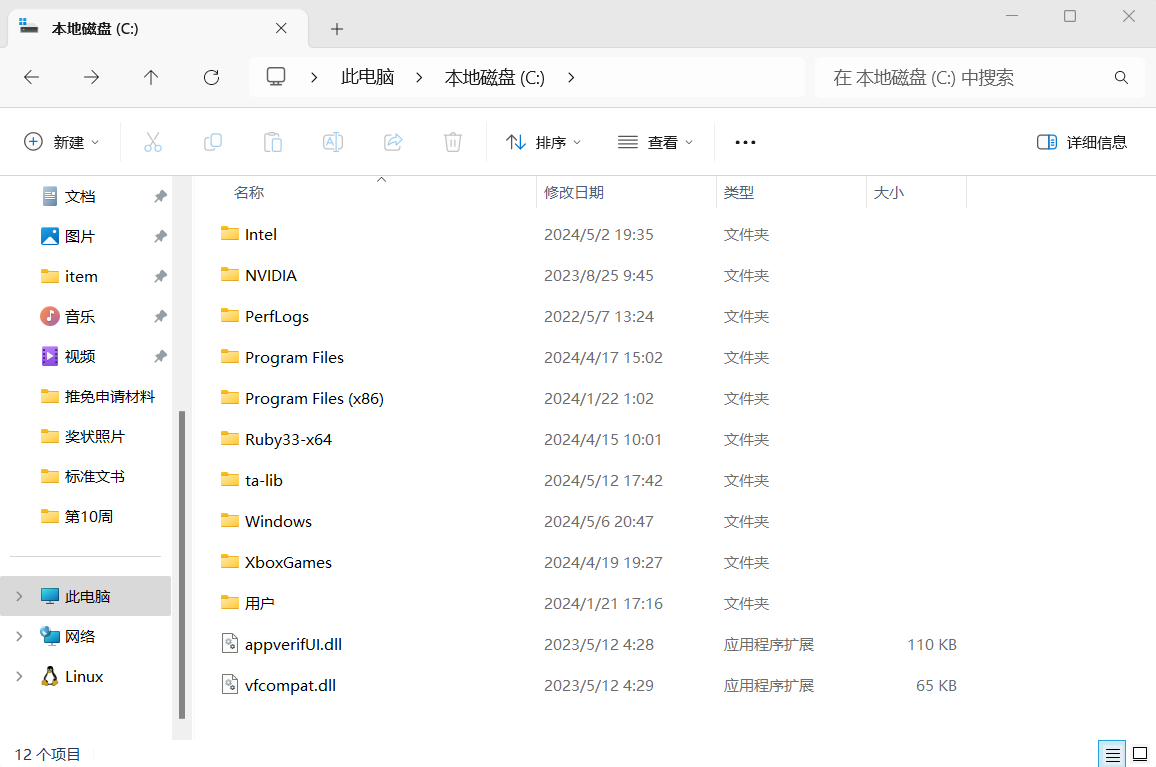 本地磁盘 (C:)
此电脑 本地磁盘 (C:) 在 本地磁盘 (C:) 中搜索
新建 排序 查看 详细信息
文档
图片
item
音乐
视频
推免申请材料
奖状照片
标准文书
第10周
此电脑
网络
Linux
名称 修改日期 类型 大小
Intel 2024/5/2 19:35 文件夹
NVIDIA 2023/8/25 9:45 文件夹
PerfLogs 2022/5/7 13:24 文件夹
Program Files 2024/4/17 15:02 文件夹
Program Files (x86) 2024/1/22 1:02 文件夹
Ruby33-x64 2024/4/15 10:01 文件夹
ta-lib 2024/5/12 17:42 文件夹
Windows 2024/5/6 20:47 文件夹
XboxGames 2024/4/19 19:27 文件夹
用户 2024/1/21 17:16 文件夹
appverifUI.dll 2023/5/12 4:28 应用程序扩展 110 KB
vfcompat.dll 2023/5/12 4:29 应用程序扩展 65 KB
12 个项目